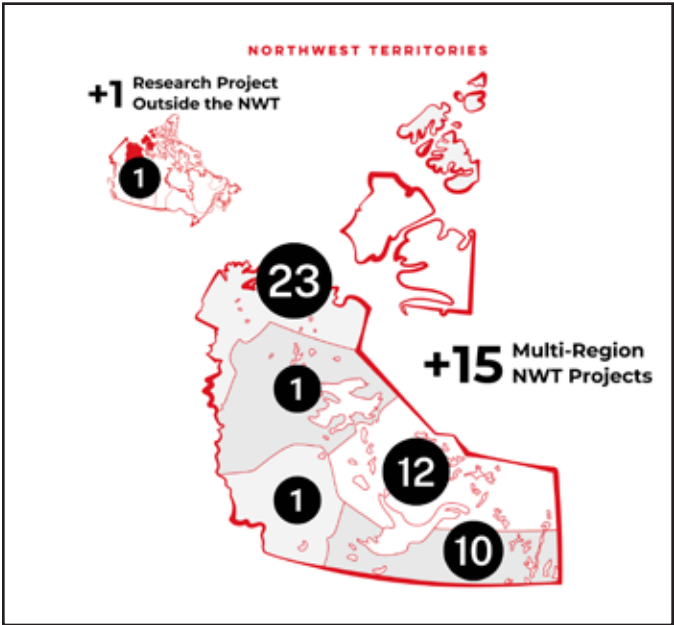 NORTHWEST TERRITORIES
+1 Research Project
Outside the NWT
1
23
+15 Multi-Region
NWT Projects
1
12
1
10